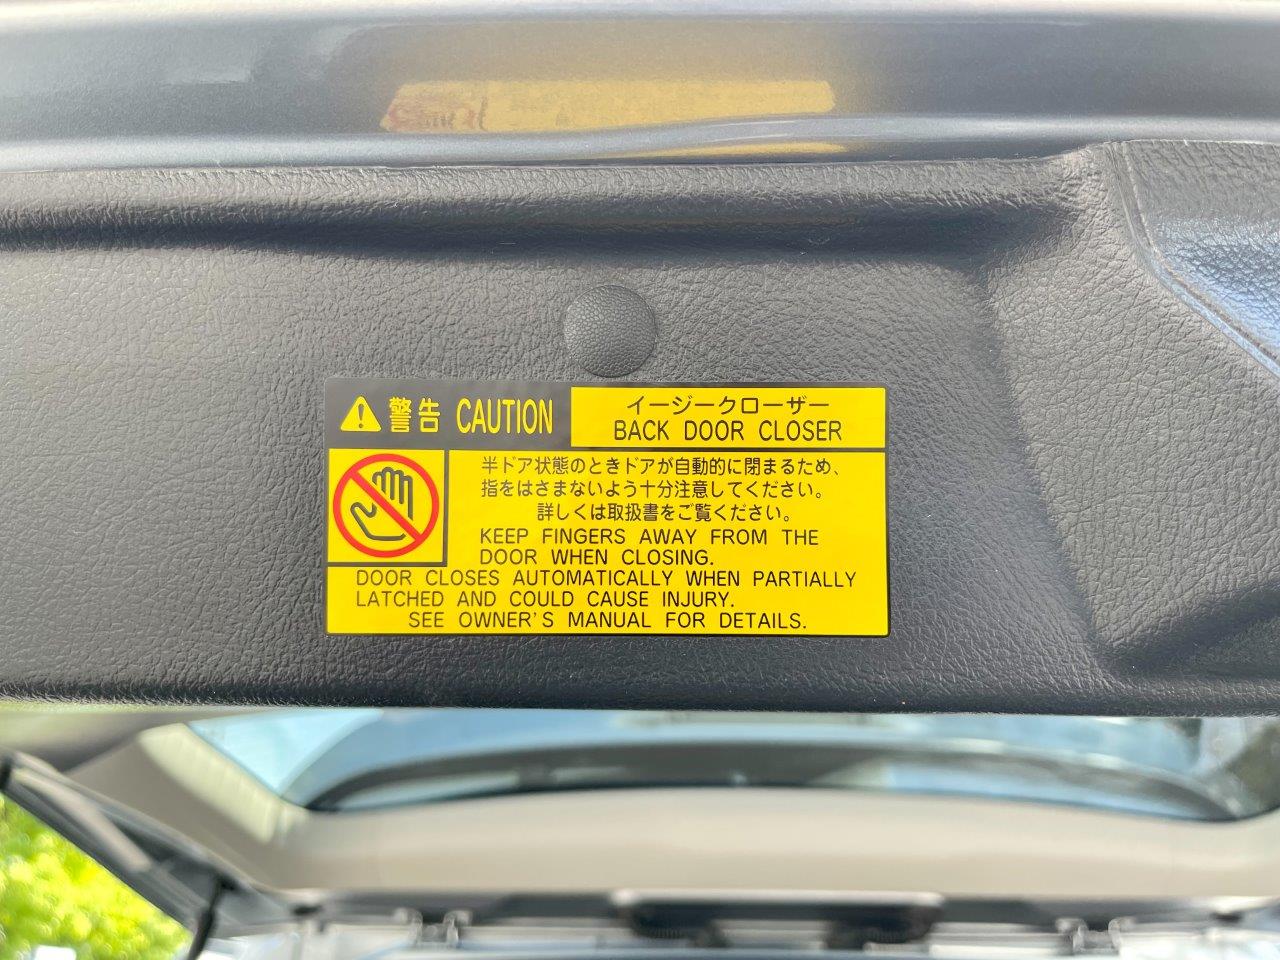 警告 CAUTION
イージークローザー
BACK DOOR CLOSER
半ドア状態のときドアが自動的に閉まるため、
指をはさまないよう十分注意してください。
詳しくは取扱書をご覧ください。
KEEP FINGERS AWAY FROM THE
DOOR WHEN CLOSING.
DOOR CLOSES AUTOMATICALLY WHEN PARTIALLY
LATCHED AND COULD CAUSE INJURY.
SEE OWNER'S MANUAL FOR DETAILS.